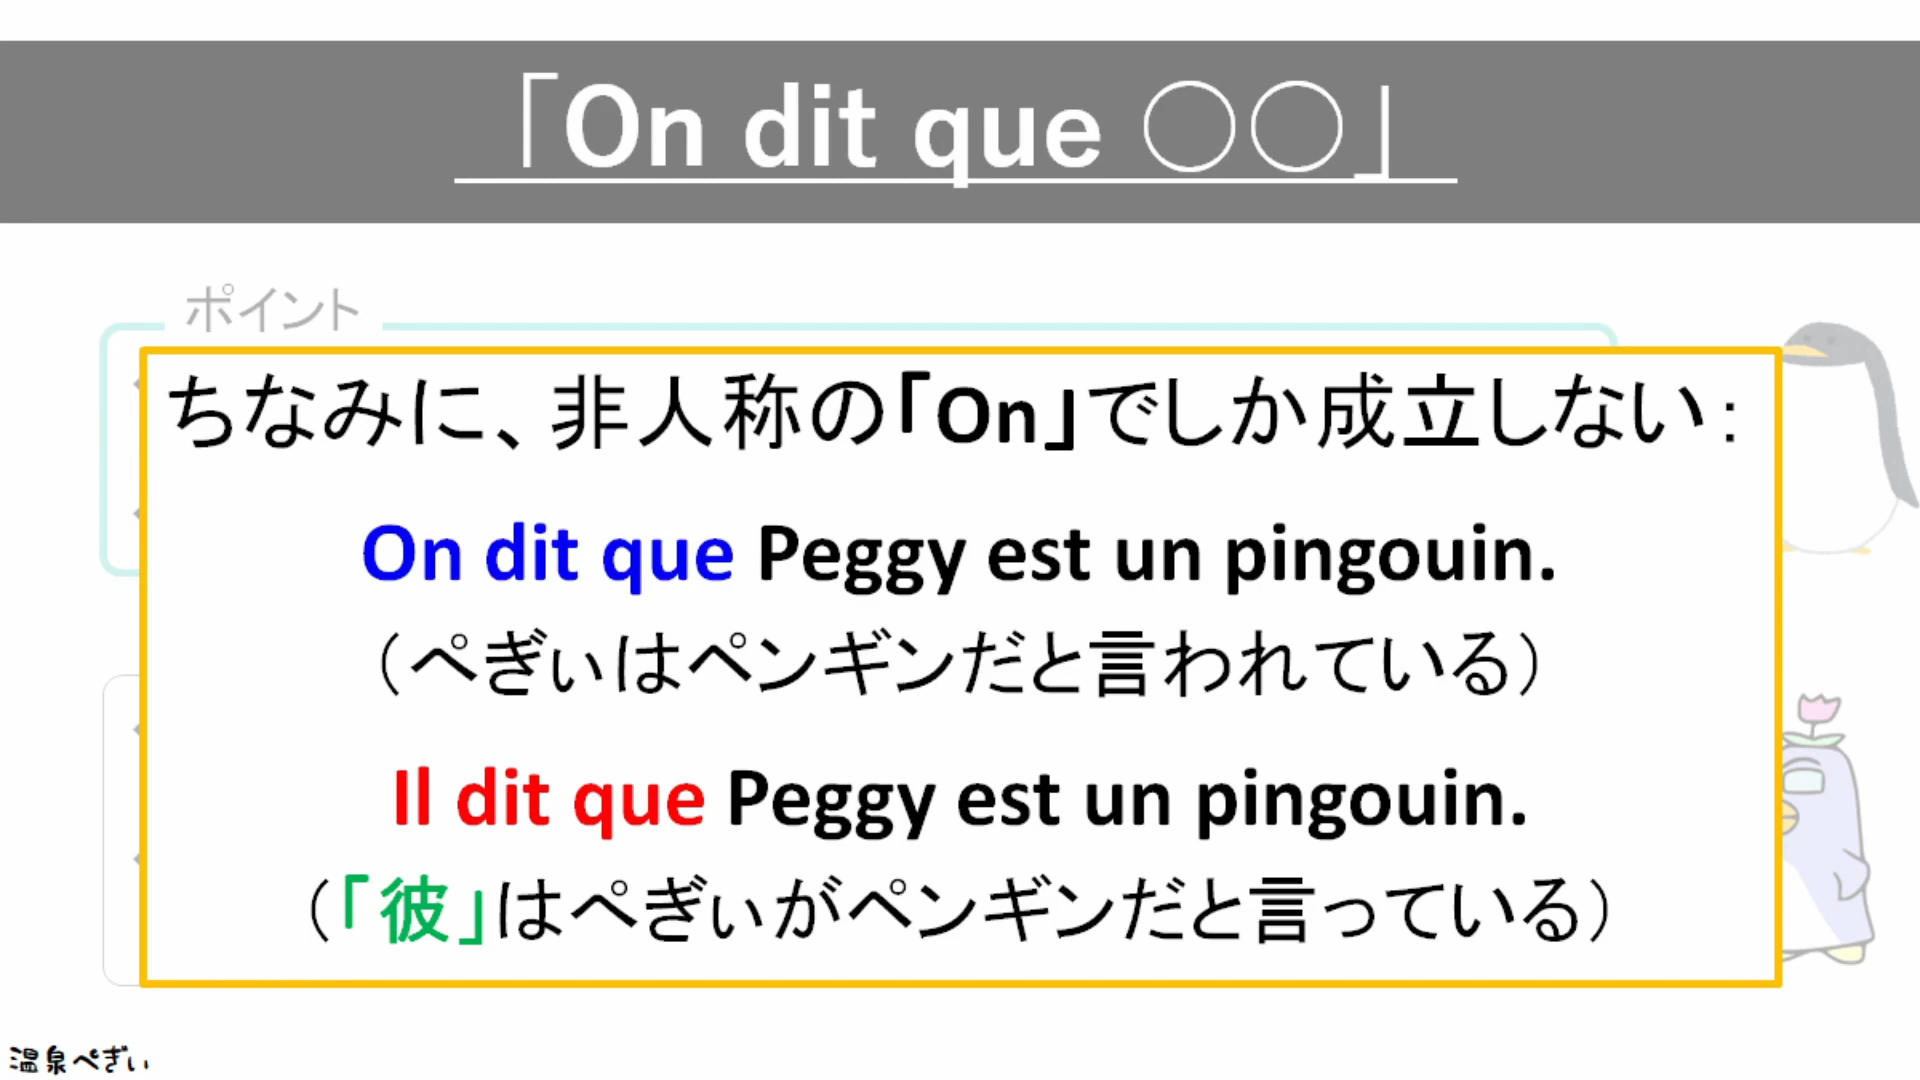 「On dit que ○○」
ポイント
ちなみに、非人称の「On」でしか成立しない：
On dit que Peggy est un pingouin.
（ぺぎぃはペンギンだと言われている）
Il dit que Peggy est un pingouin.
（「彼」はぺぎぃがペンギンだと言っている）
温泉ぺぎぃ